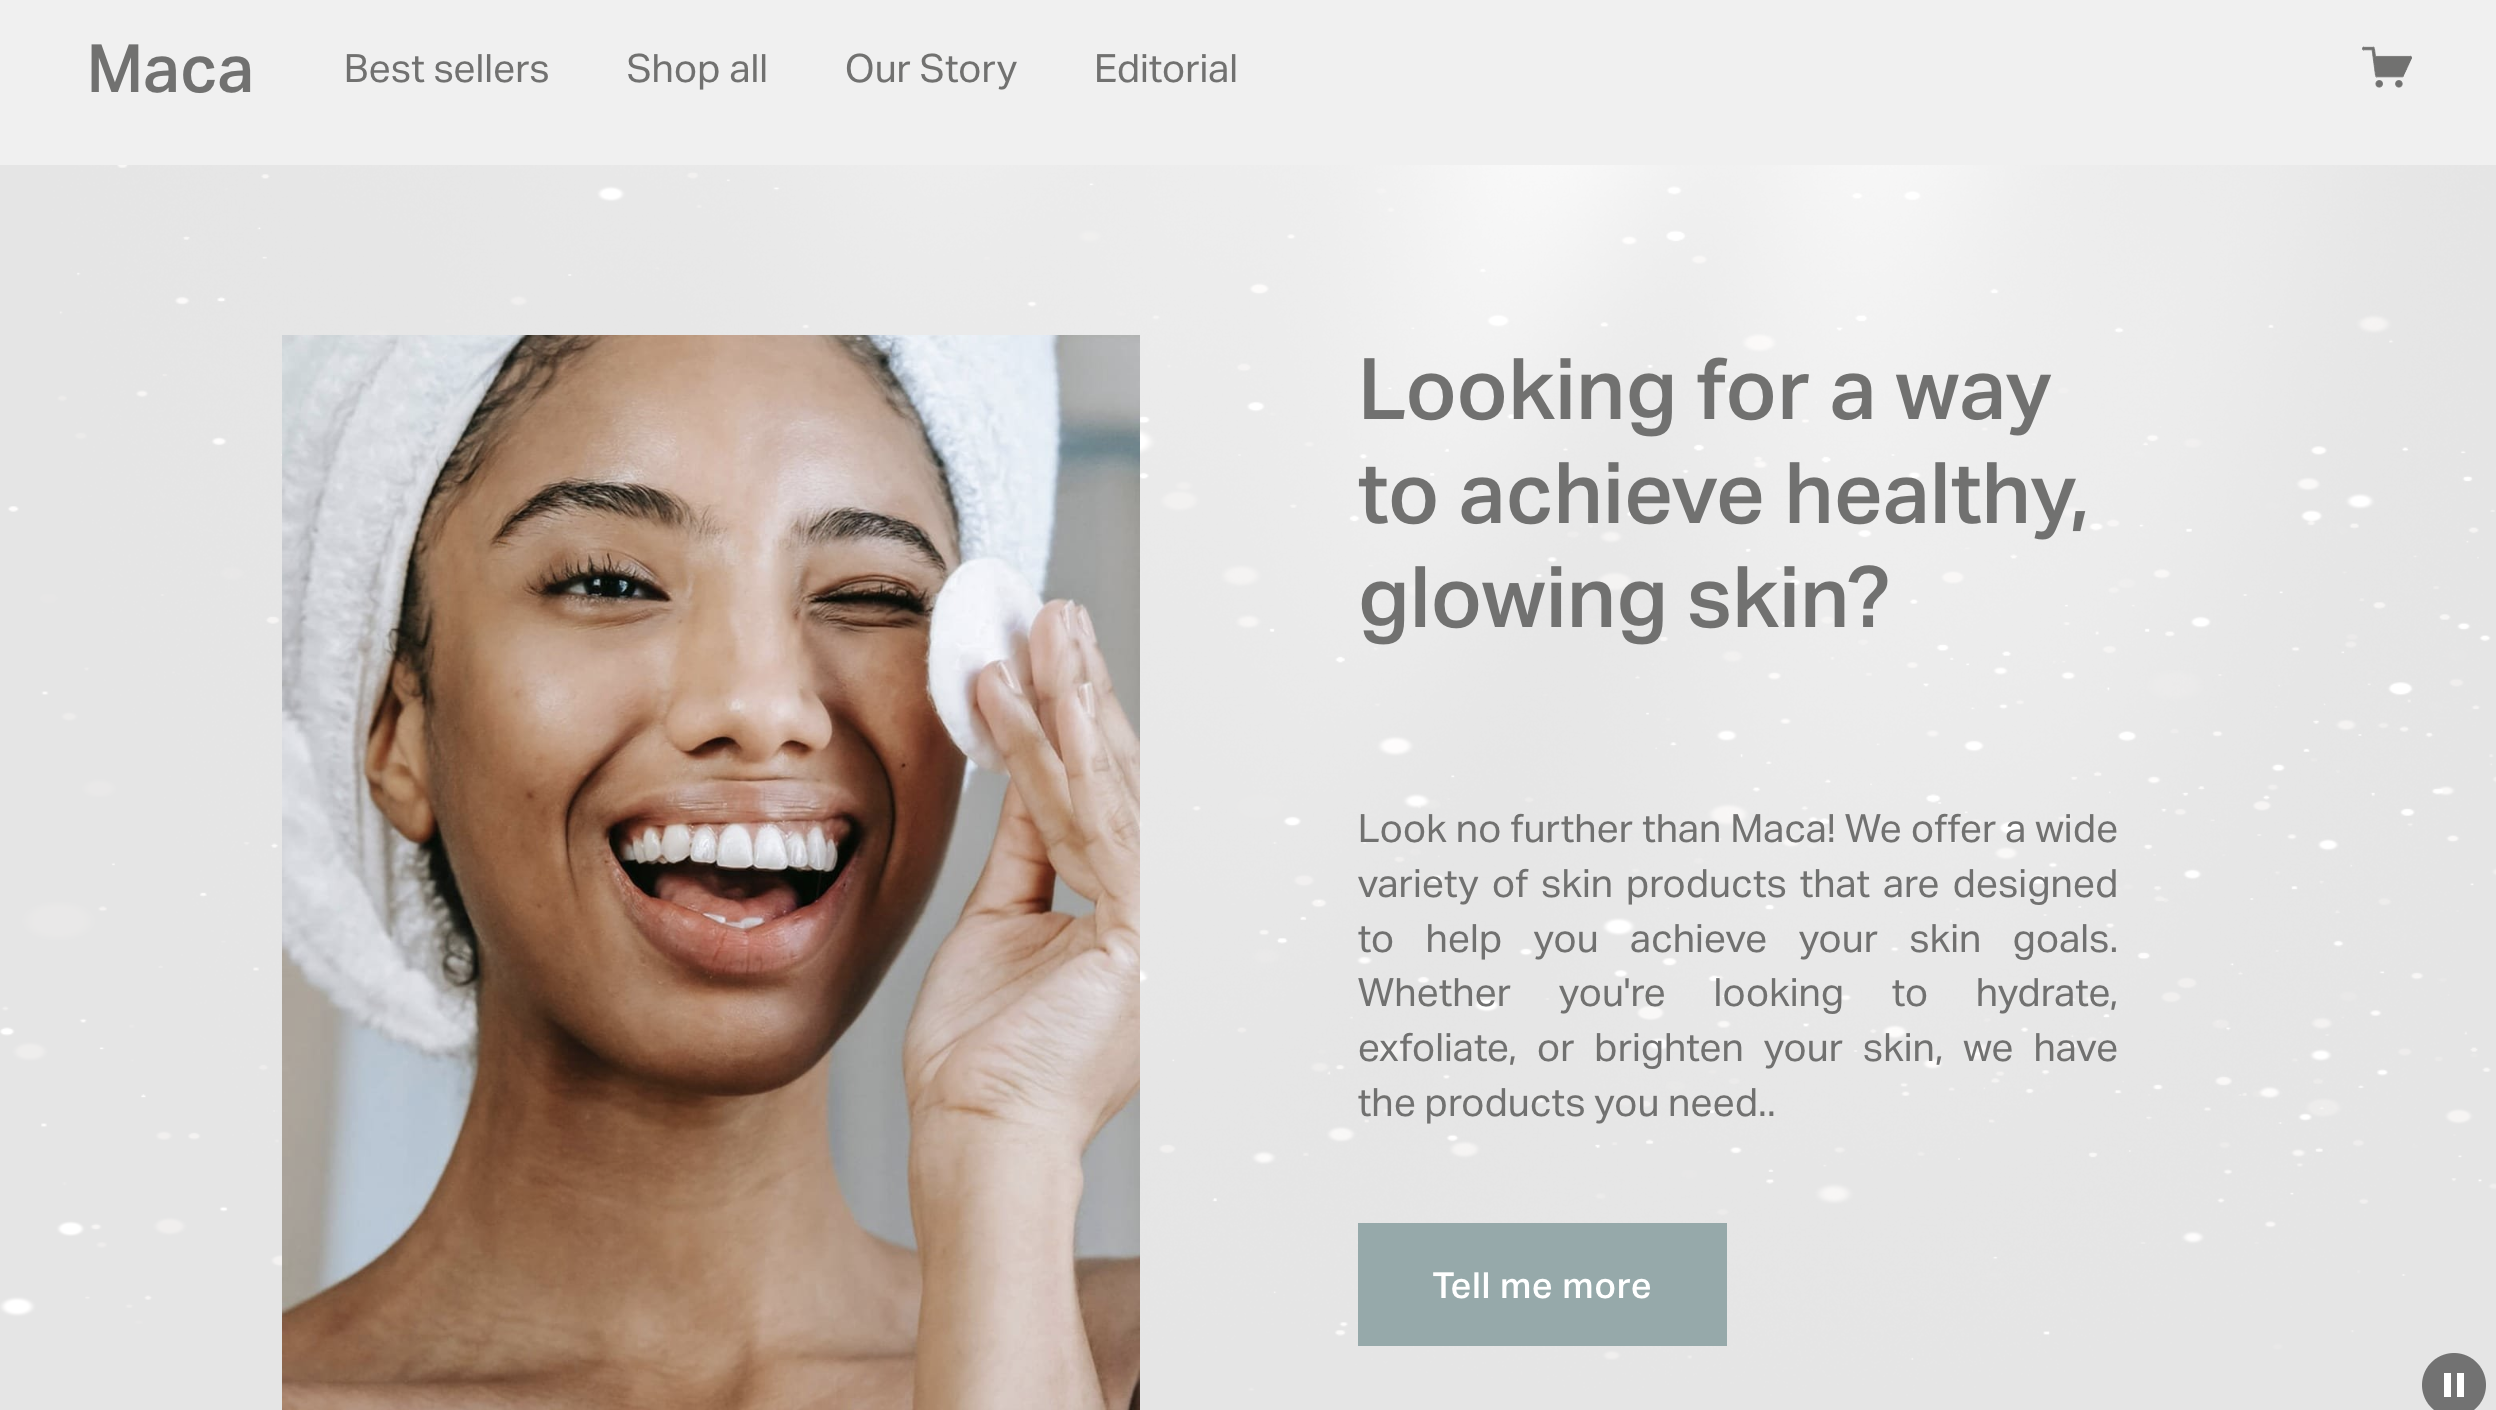 Maca
Best sellers
Shop all
Our Story
Editorial
Looking for a way
to achieve healthy,
glowing skin?
Look no further than Maca! We offer a wide
variety of skin products that are designed
to help you achieve your skin goals.
Whether you're looking to hydrate,
exfoliate, or brighten your skin, we have
the products you need..
Tell me more